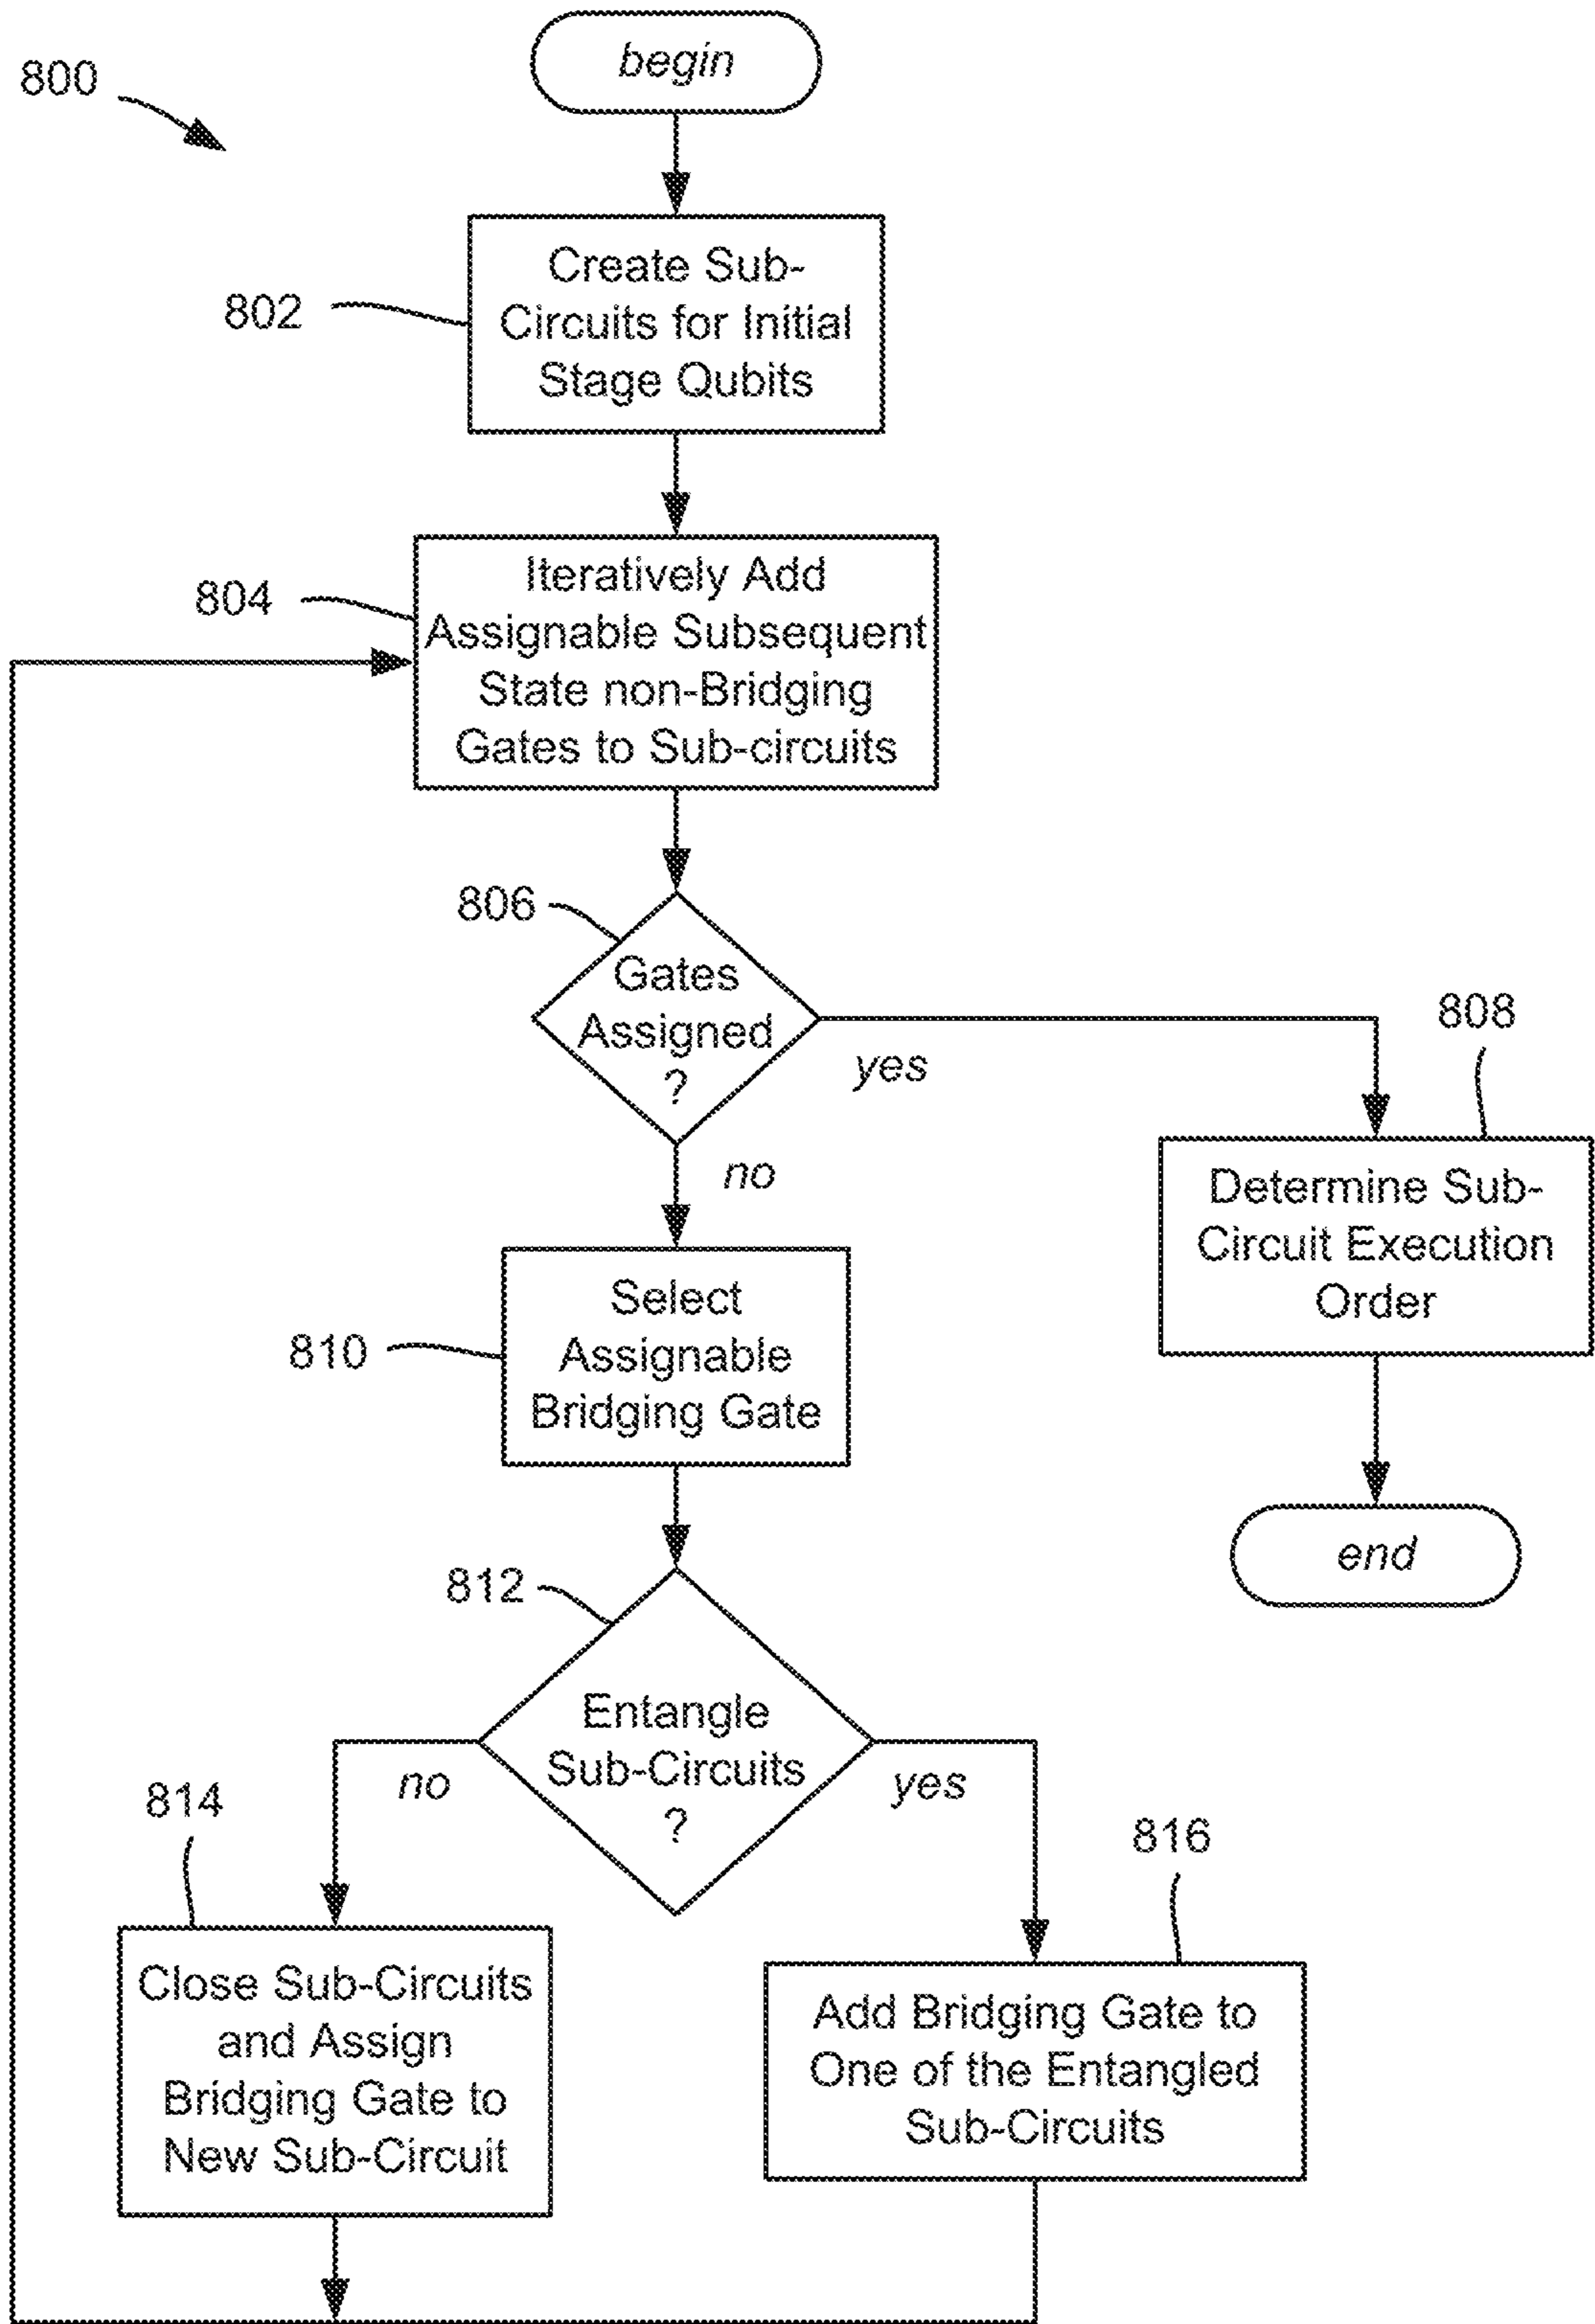 begin
800
Create Sub-
Circuits for Initial
Stage Qubits
802
Iteratively Add
Assignable Subsequent
State non-Bridging
Gates to Sub-circuits
804
806
Gates
Assigned
?
yes
no
808
Determine Sub-
Circuit Execution
Order
810
Select
Assignable
Bridging Gate
end
812
Entangle
Sub-Circuits
?
no
yes
814
Close Sub-Circuits
and Assign
Bridging Gate to
New Sub-Circuit
816
Add Bridging Gate to
One of the Entangled
Sub-Circuits